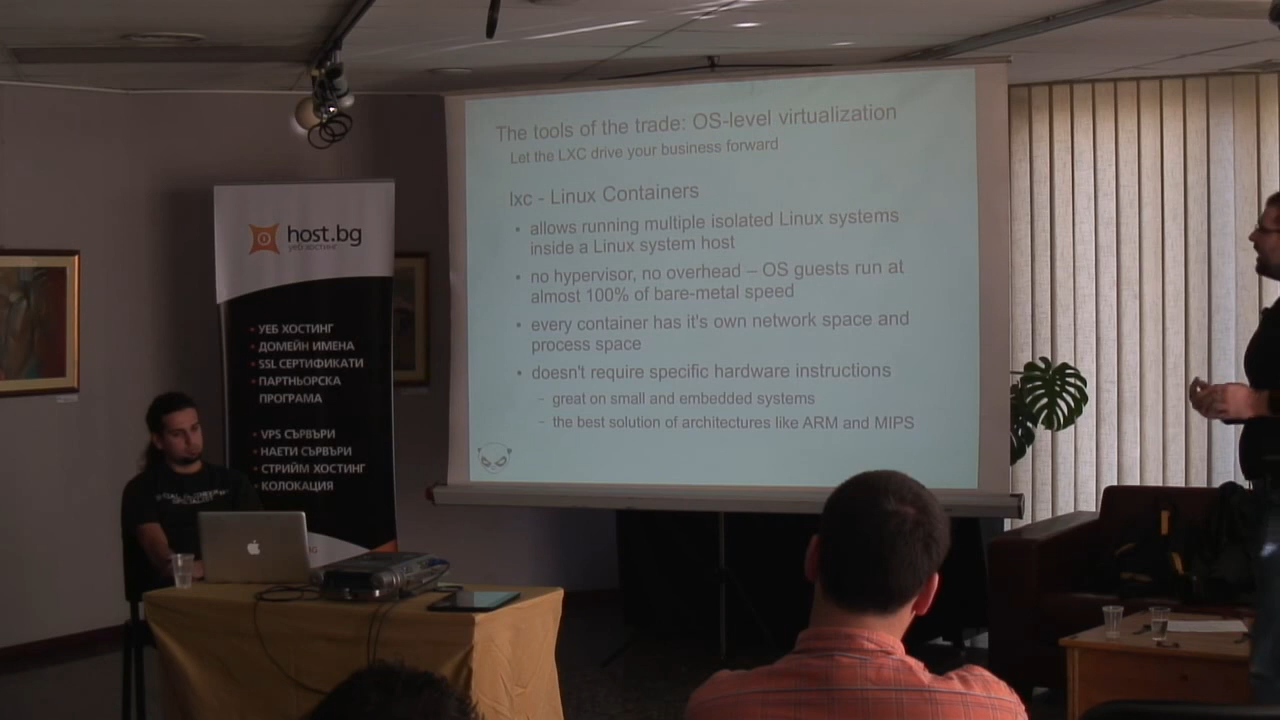 The tools of the trade: OS-level virtualization
Let the LXC drive your business forward
lxc - Linux Containers
• allows running multiple isolated Linux systems
inside a Linux system host
• no hypervisor, no overhead – OS guests run at
almost 100% of bare-metal speed
• every container has it's own network space and
process space
• doesn't require specific hardware instructions
- great on small and embedded systems
- the best solution of architectures like ARM and MIPS
host.bg
уеб хостинг
• УЕБ ХОСТИНГ
• ДОМЕЙН ИМЕНА
• SSL СЕРТИФИКАТИ
• ПАРТНЬОРСКА
ПРОГРАМА
• VPS СЪРВЪРИ
• НАЕТИ СЪРВЪРИ
• СТРИЙМ ХОСТИНГ
• КОЛОКАЦИЯ